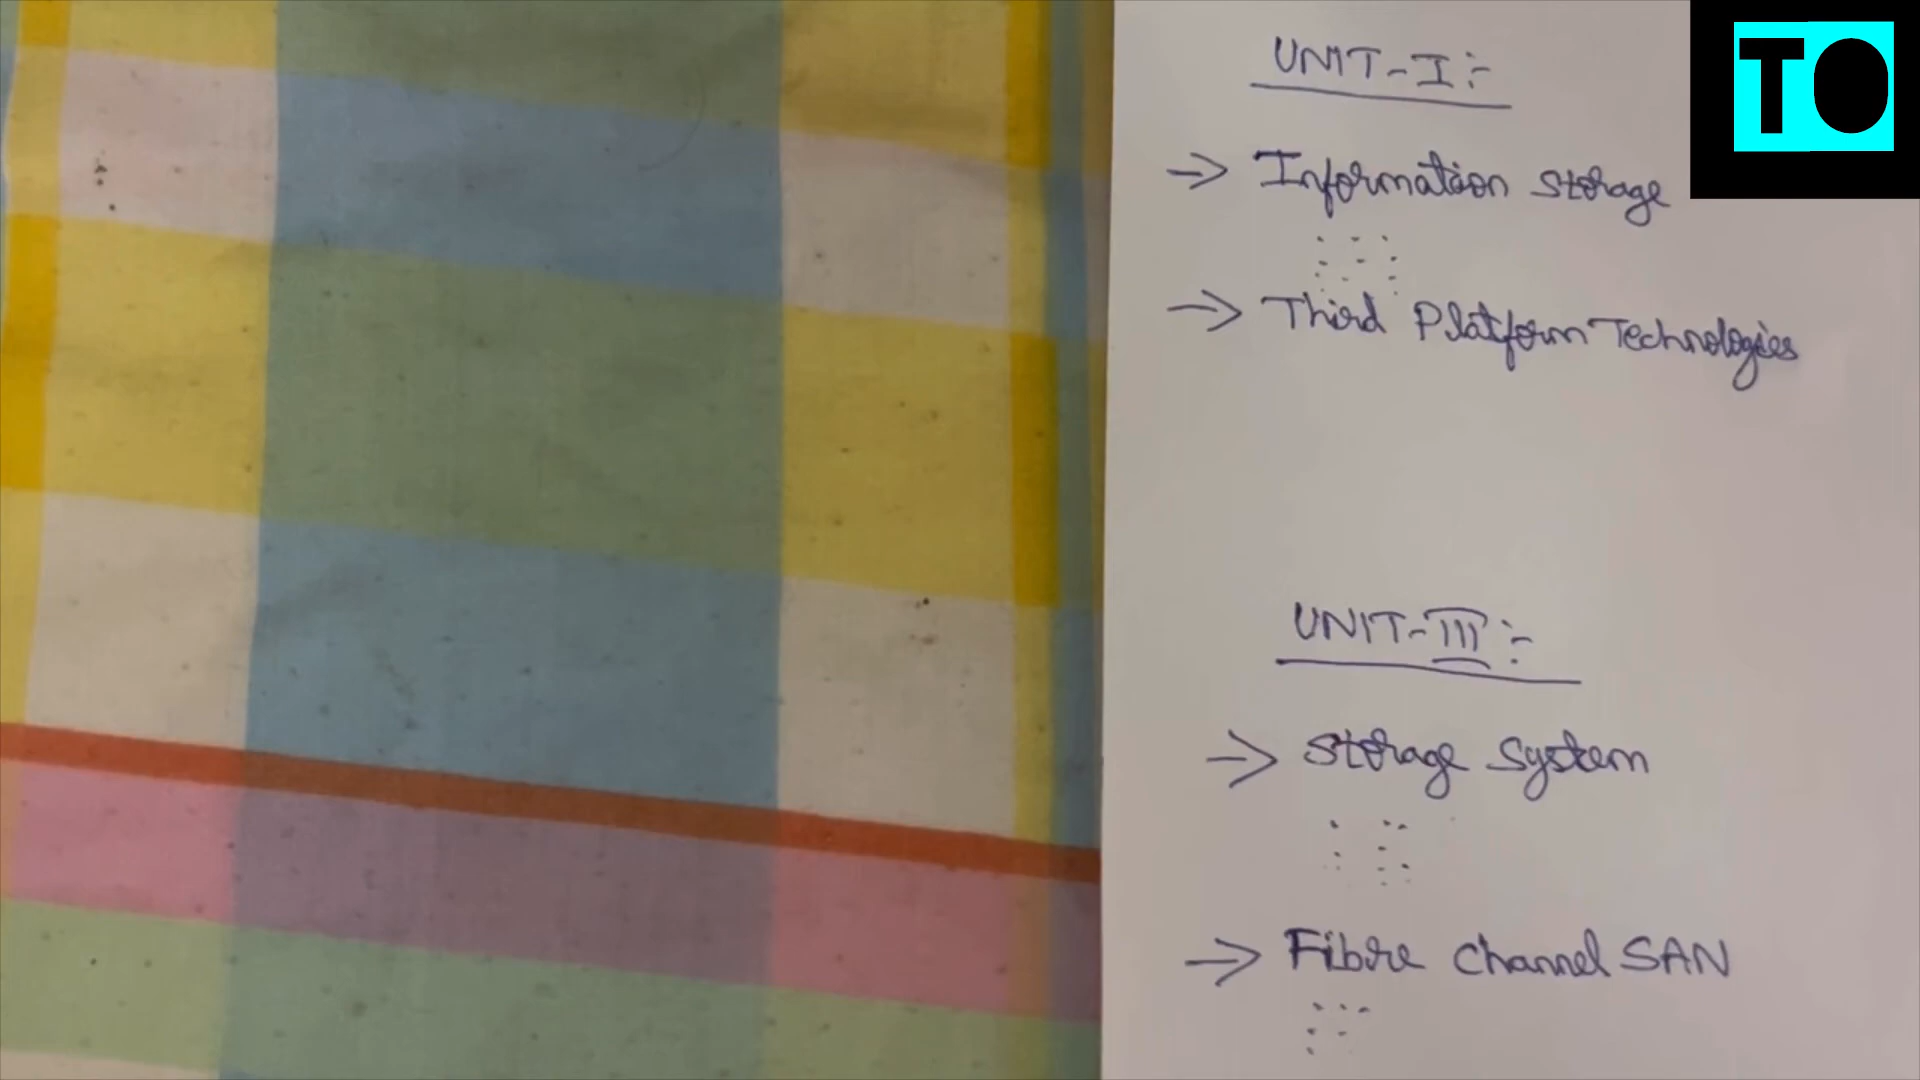 TO
UNIT-I:-
→ Information Storage
→ Third Platform Technologies
UNIT-III:-
→ Storage System
→ Fibre Channel SAN